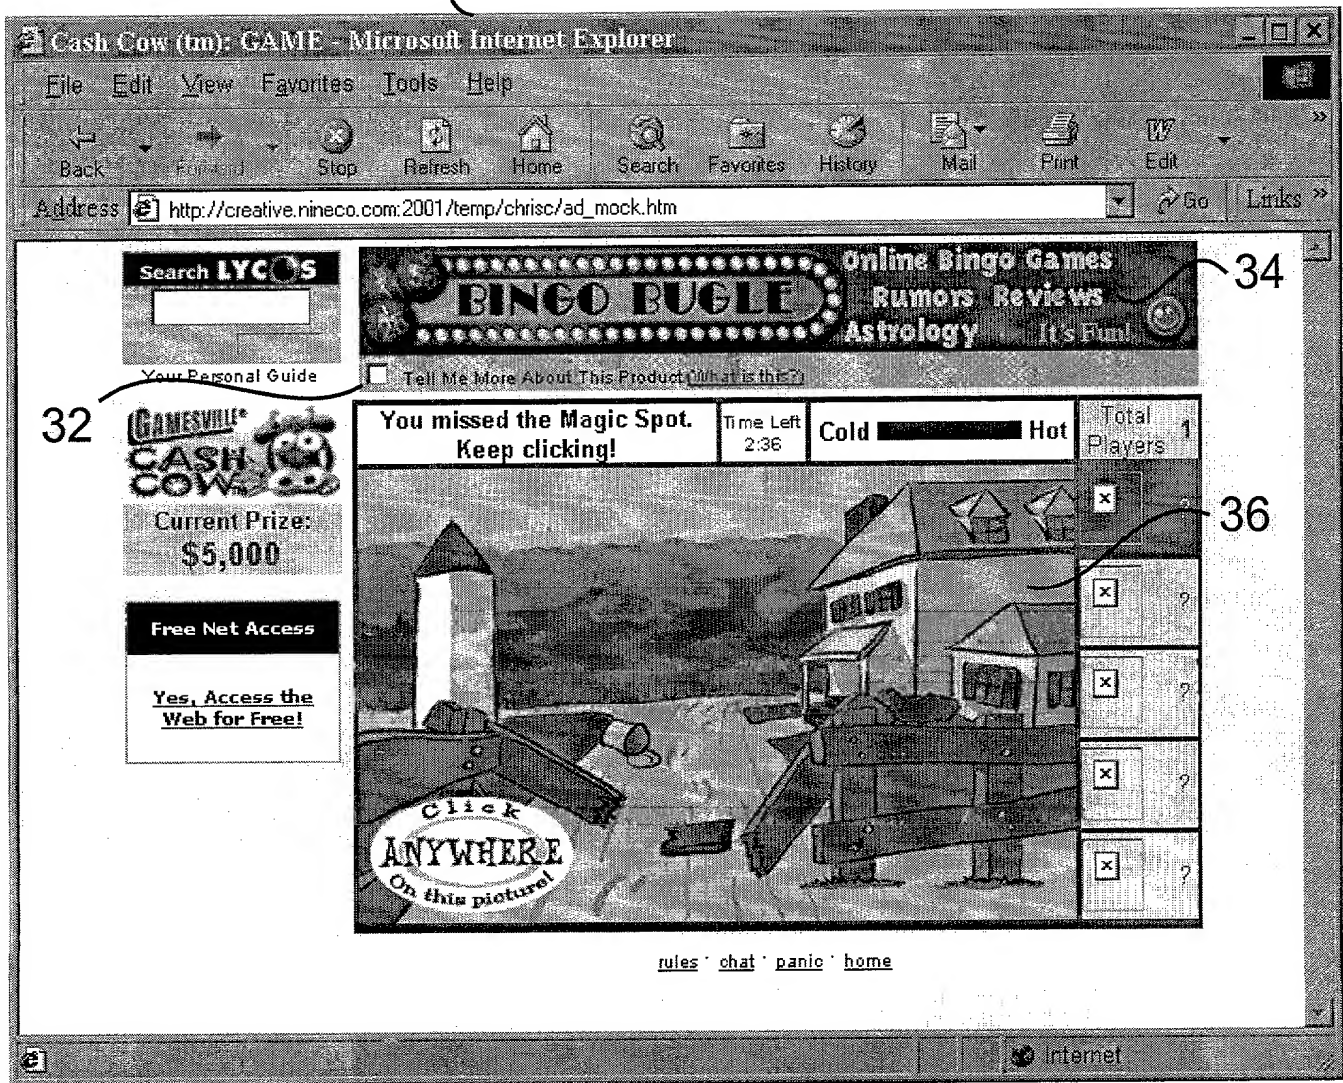 Cash Cow (tm): GAME - Microsoft Internet Explorer
File Edit View Favorites Tools Help
Back Forward Stop Refresh Home Search Favorites History Mail Print Edit
Address http://creative.nineco.com:2001/temp/chrisc/ad_mock.htm Go Links »
Search LYCOS
Your Personal Guide
BINGO BUGLE
Online Bingo Games
Rumors Reviews
Astrology It's Fun!
34
Tell Me More About This Product (What is this?)
32
GAMESVILLE®
CASH
COW
Current Prize:
$5,000
Free Net Access
Yes, Access the
Web for Free!
You missed the Magic Spot.
Keep clicking!
Time Left
2:36
Cold Hot
Total
Players 1
?
36
?
?
?
?
Click
ANYWHERE
On this picture!
rules · chat · panic · home
Internet